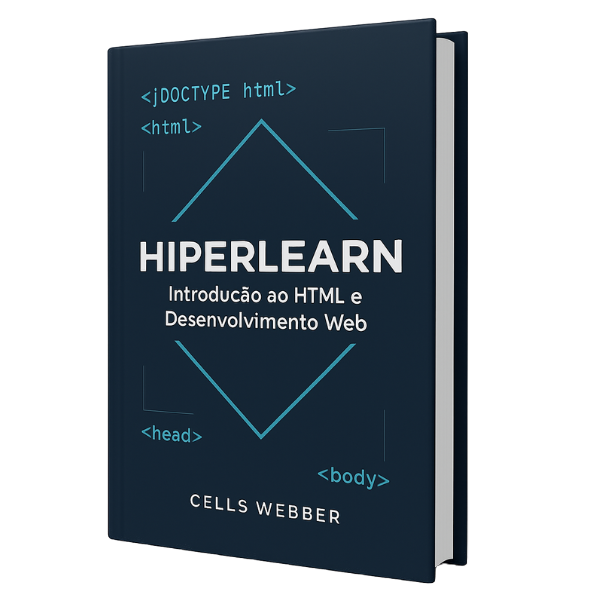 <jDOCTYPE html>
<html>
HIPERLEARN
Introducão ao HTML e
Desenvolvimento Web
<head>
<body>
CELLS WEBBER